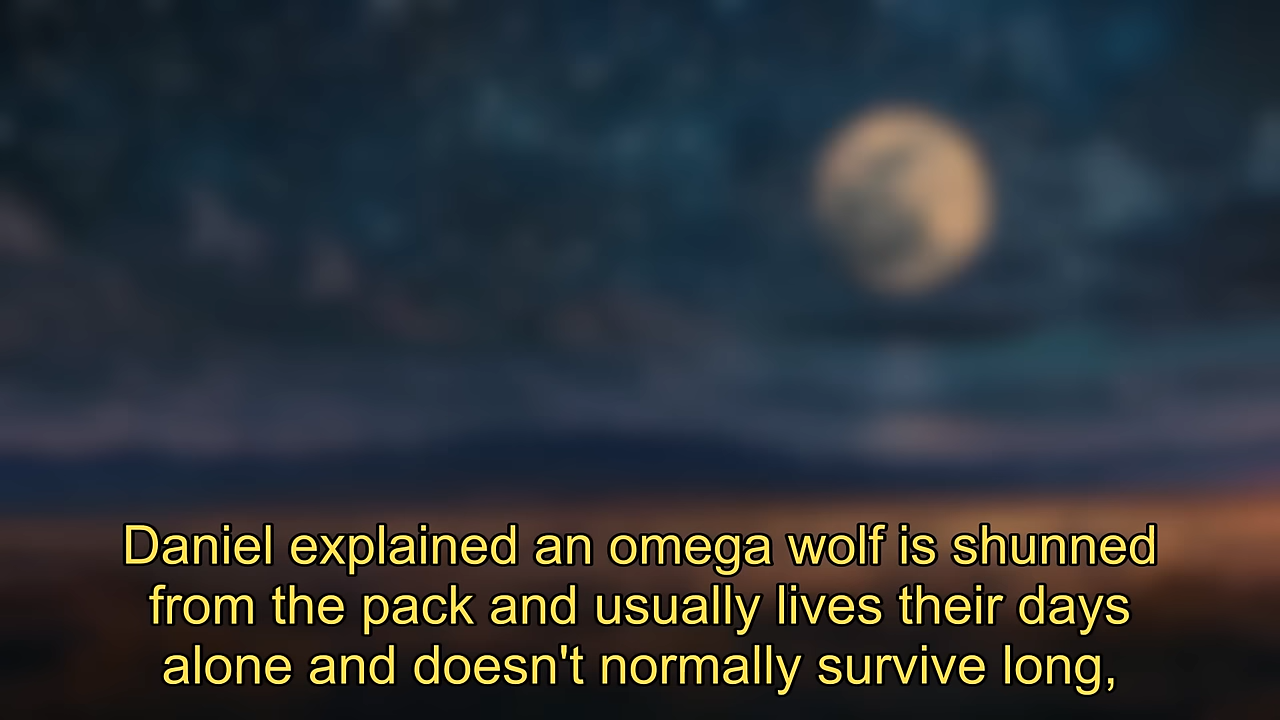 Daniel explained an omega wolf is shunned
from the pack and usually lives their days
alone and doesn't normally survive long,